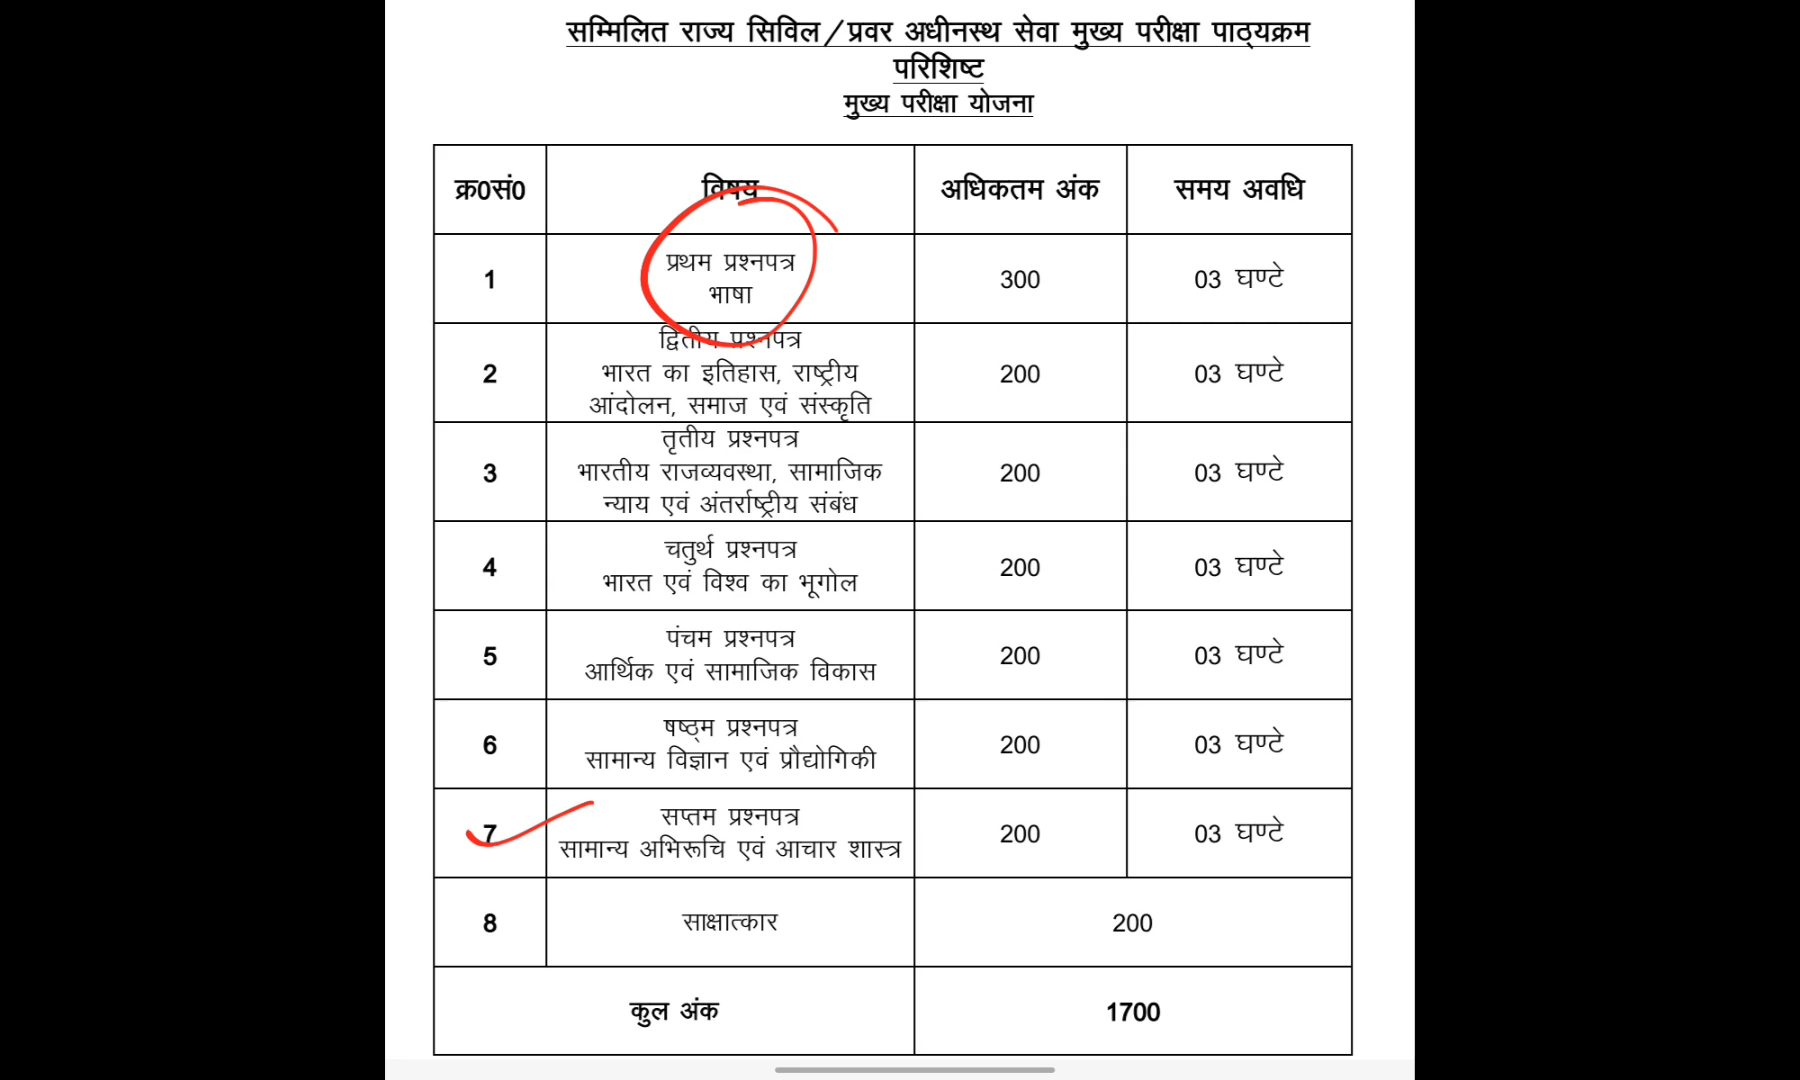 सम्मिलित राज्य सिविल/प्रवर अधीनस्थ सेवा मुख्य परीक्षा पाठ्यक्रम
परिशिष्ट
मुख्य परीक्षा योजना
क्र0सं0 विषय अधिकतम अंक समय अवधि
1 प्रथम प्रश्नपत्र 300 03 घण्टे
भाषा
2 द्वितीय प्रश्नपत्र 200 03 घण्टे
भारत का इतिहास, राष्ट्रीय
आंदोलन, समाज एवं संस्कृति
3 तृतीय प्रश्नपत्र 200 03 घण्टे
भारतीय राजव्यवस्था, सामाजिक
न्याय एवं अंतर्राष्ट्रीय संबंध
4 चतुर्थ प्रश्नपत्र 200 03 घण्टे
भारत एवं विश्व का भूगोल
5 पंचम प्रश्नपत्र 200 03 घण्टे
आर्थिक एवं सामाजिक विकास
6 षष्ठ्म प्रश्नपत्र 200 03 घण्टे
सामान्य विज्ञान एवं प्रौद्योगिकी
7 सप्तम प्रश्नपत्र 200 03 घण्टे
सामान्य अभिरूचि एवं आचार शास्त्र
8 साक्षात्कार 200
कुल अंक 1700